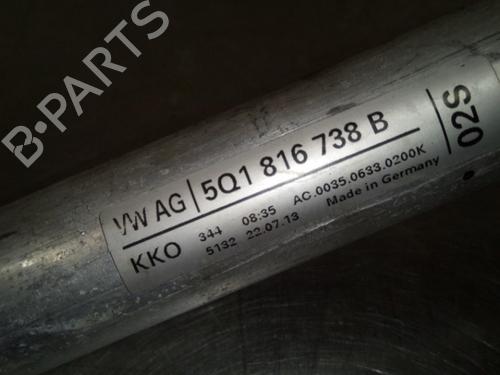 B-PARTS
VW AG 5Q1 816 738 B
KKO 344 08:35 AC.0035.0633.0200K
5132 22.07.13 Made in Germany
02S